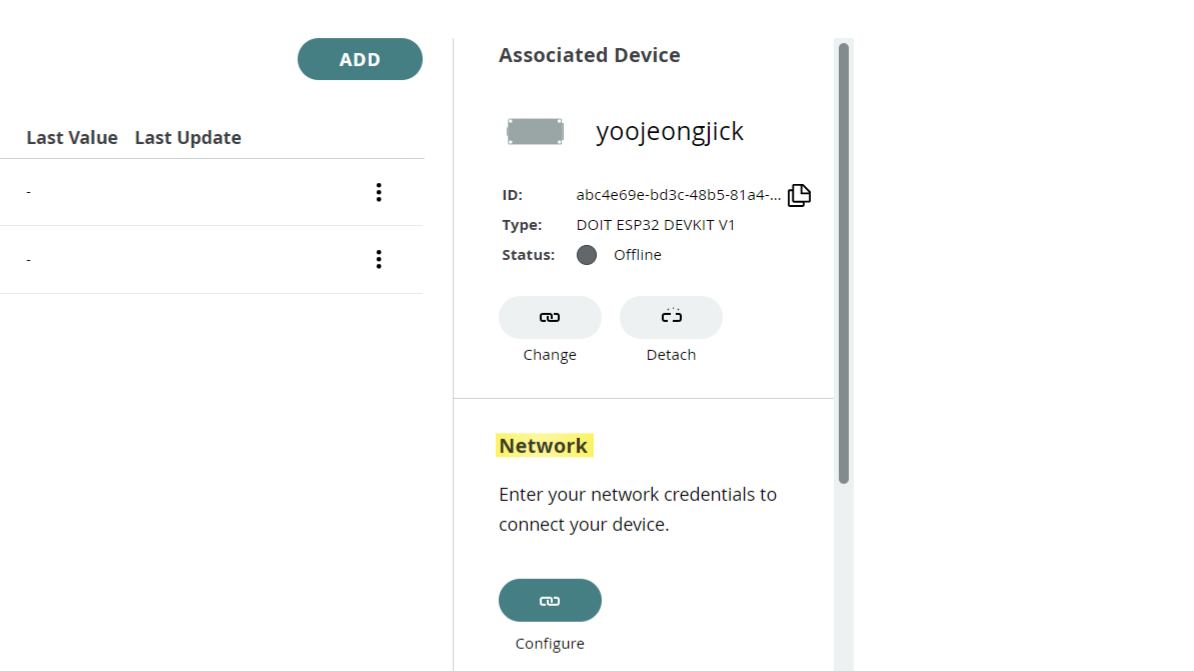 ADD
Last Value Last Update
-
-
Associated Device
yoojeongjick
ID: abc4e69e-bd3c-48b5-81a4-...
Type: DOIT ESP32 DEVKIT V1
Status: Offline
Change Detach
Network
Enter your network credentials to
connect your device.
Configure